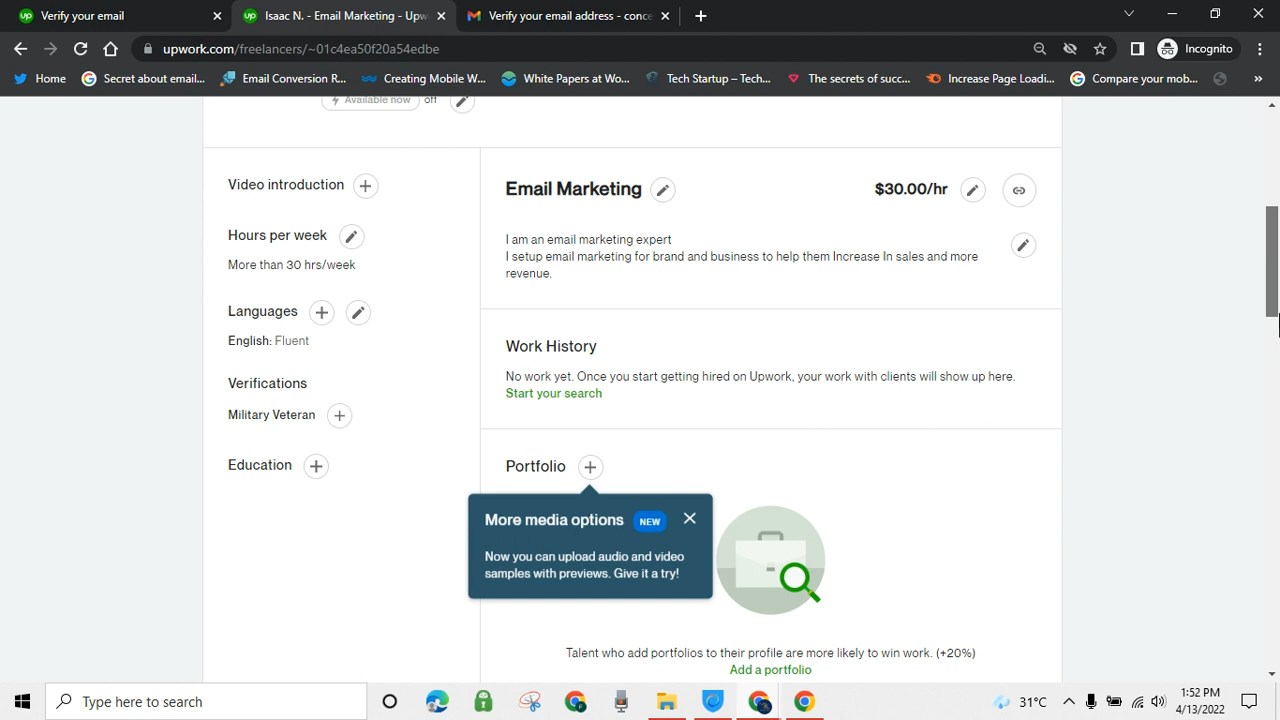 Verify your email
Isaac N. - Email Marketing - Upw
Verify your email address - conce
upwork.com/freelancers/~01c4ea50f20a54edbe
Incognito
Home
Secret about email...
Email Conversion R...
Creating Mobile W...
White Papers at Wo...
Tech Startup – Tech,...
The secrets of succ...
Increase Page Loadi...
Compare your mob...
»
Available now off
Video introduction
Hours per week
More than 30 hrs/week
Languages
English: Fluent
Verifications
Military Veteran
Education
Email Marketing
$30.00/hr
I am an email marketing expert
I setup email marketing for brand and business to help them Increase In sales and more
revenue.
Work History
No work yet. Once you start getting hired on Upwork, your work with clients will show up here.
Start your search
Portfolio
More media options NEW
Now you can upload audio and video
samples with previews. Give it a try!
Talent who add portfolios to their profile are more likely to win work. (+20%)
Add a portfolio
Type here to search
31°C
1:52 PM
4/13/2022